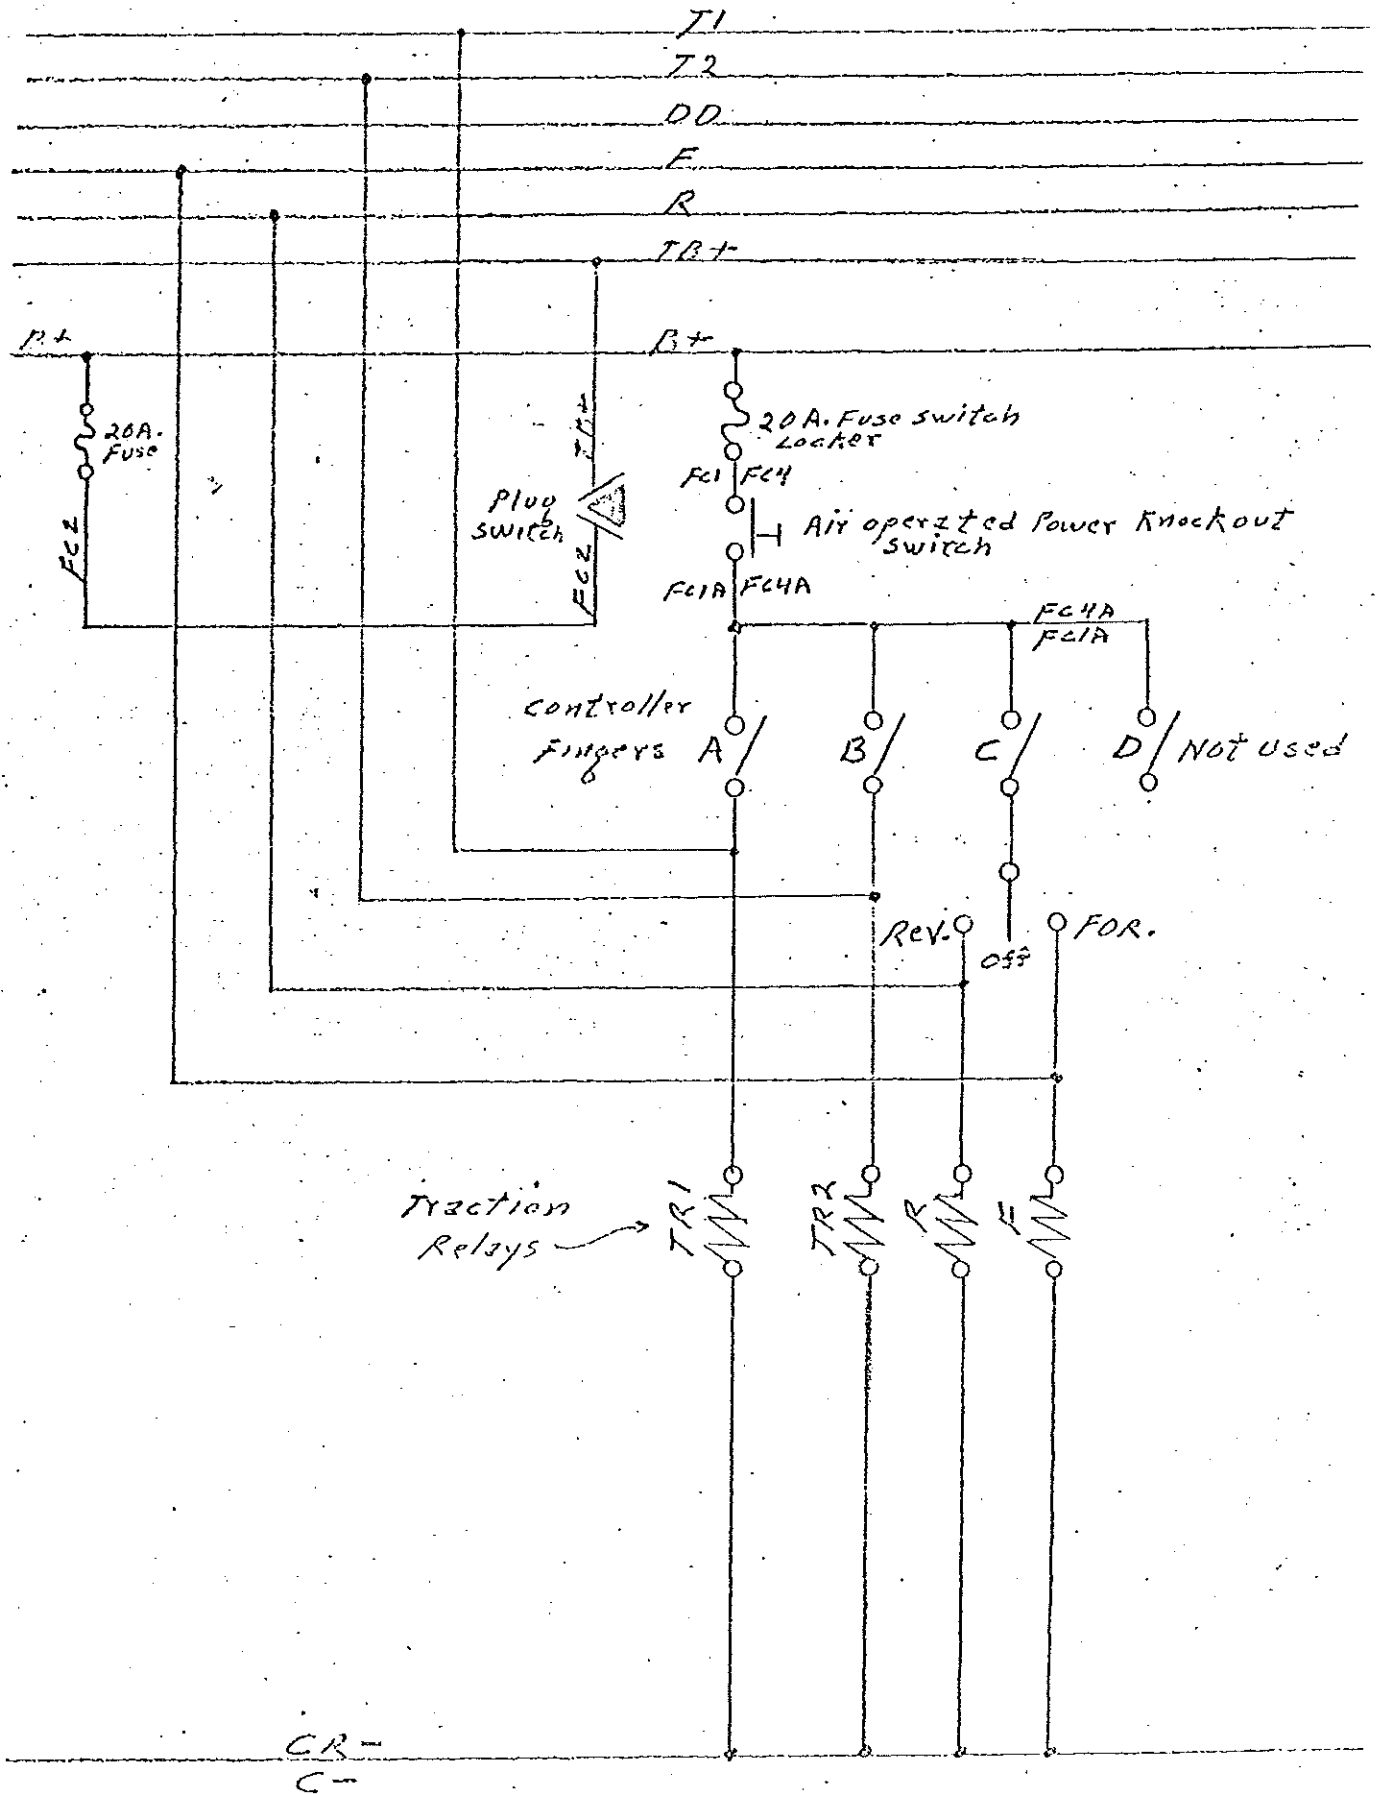 T1
T2
DD
F
R
TB+
B+
B+
20A.
Fuse
20A. Fuse switch
Locker
TB+
FC1 FC4
Plug
Switch
Air operated Power Knockout
switch
FC2
FC2
FC1A FC4A
FC4A
FC1A
Controller
Fingers
A
B
C
D
Not used
Rev.
Off
FOR.
Traction
Relays
TR1
TR2
R
F
CR-
C-